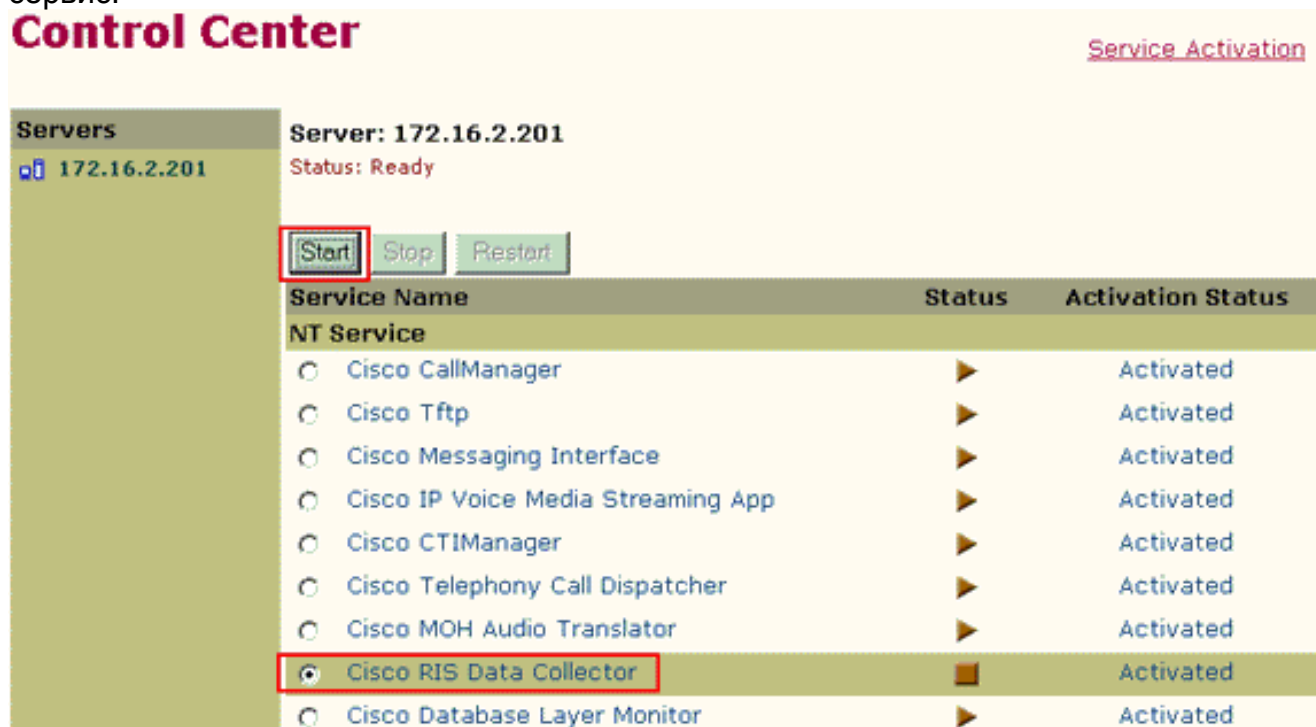 сервис.
Control Center
Service Activation
Servers
172.16.2.201
Server: 172.16.2.201
Status: Ready
Start Stop Restart
Service Name Status Activation Status
NT Service
Cisco CallManager Activated
Cisco Tftp Activated
Cisco Messaging Interface Activated
Cisco IP Voice Media Streaming App Activated
Cisco CTIManager Activated
Cisco Telephony Call Dispatcher Activated
Cisco MOH Audio Translator Activated
Cisco RIS Data Collector Activated
Cisco Database Layer Monitor Activated